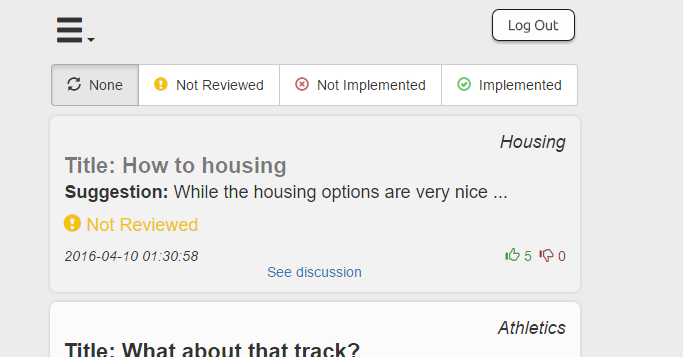 Log Out
None Not Reviewed Not Implemented Implemented
Housing
Title: How to housing
Suggestion: While the housing options are very nice ...
Not Reviewed
2016-04-10 01:30:58 5 0
See discussion
Athletics
Title: What about that track?